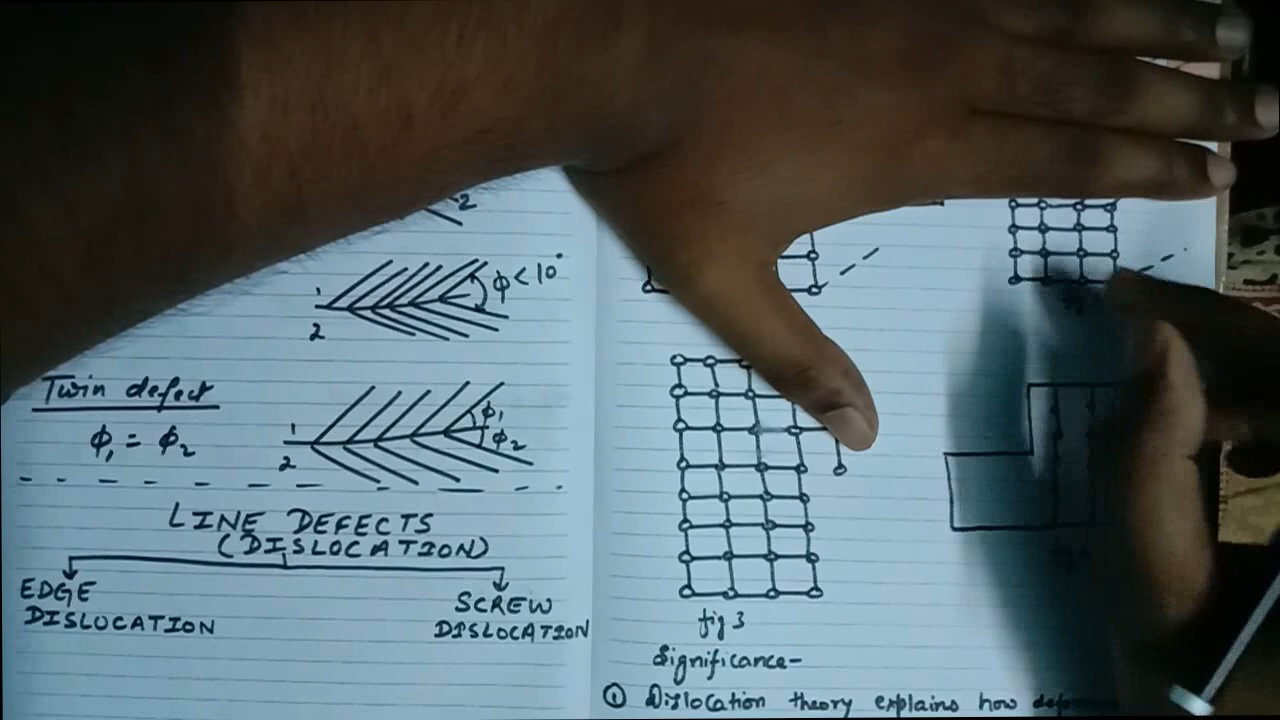 2
1
2
ϕ < 10°
Twin defect
ϕ₁ = ϕ₂
1
2
ϕ₁
ϕ₂
LINE DEFECTS
(DISLOCATION)
EDGE
DISLOCATION
SCREW
DISLOCATION
fig 3
Significance-
① Dislocation theory explains how